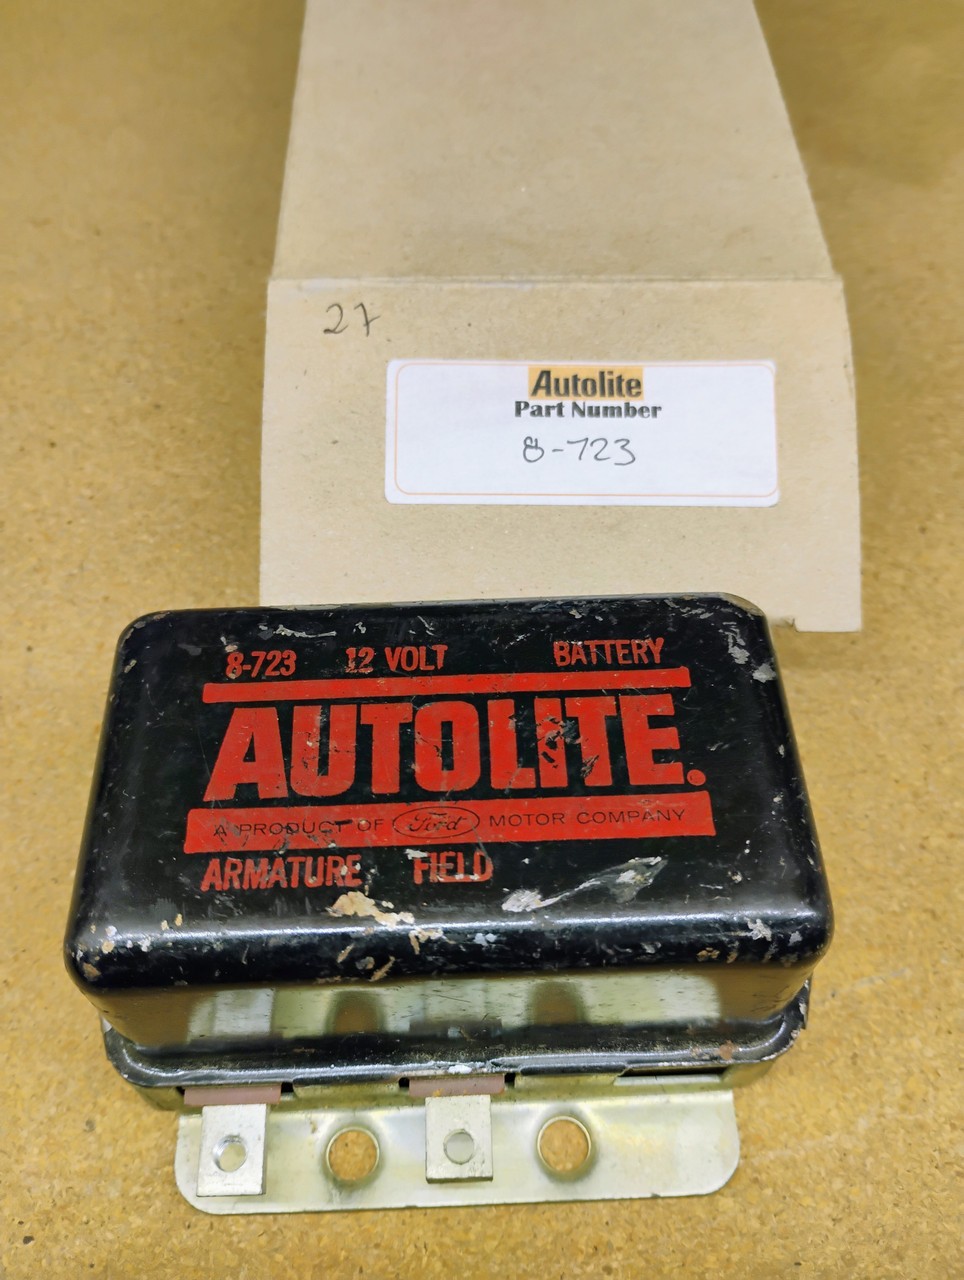 27
Autolite
Part Number
8-723
8-723 12 VOLT BATTERY
AUTOLITE.
A PRODUCT OF Ford MOTOR COMPANY
ARMATURE FIELD